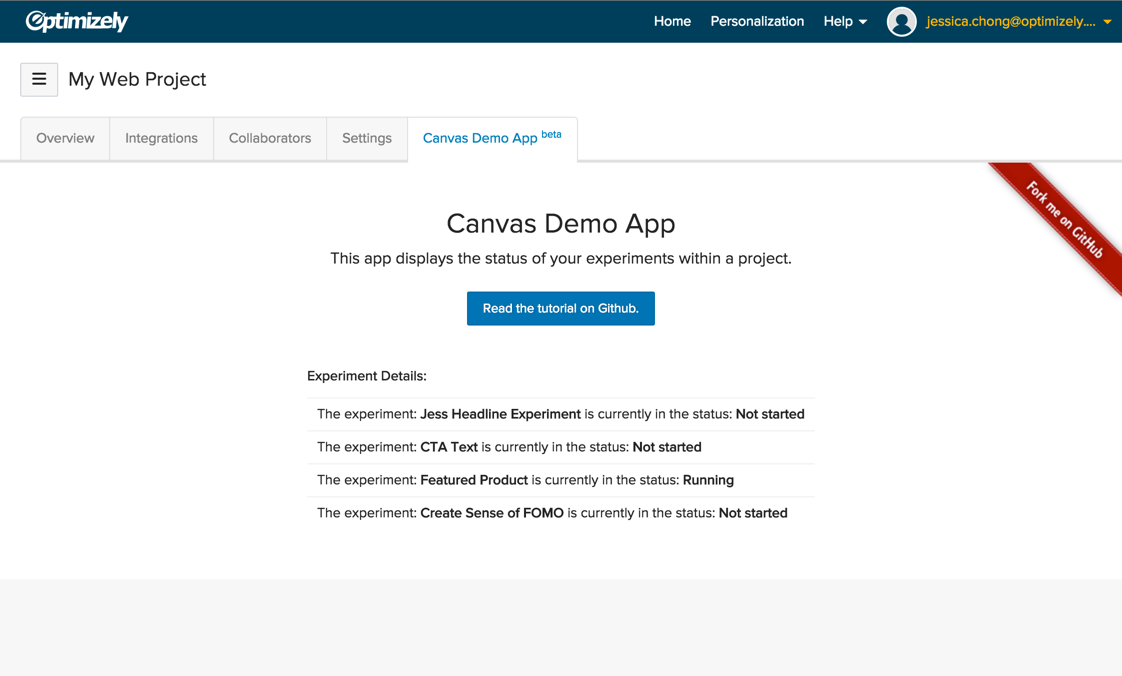 Optimizely
Home Personalization Help jessica.chong@optimizely....
My Web Project
Overview Integrations Collaborators Settings Canvas Demo App beta
Fork me on GitHub
Canvas Demo App
This app displays the status of your experiments within a project.
Read the tutorial on Github.
Experiment Details:
The experiment: Jess Headline Experiment is currently in the status: Not started
The experiment: CTA Text is currently in the status: Not started
The experiment: Featured Product is currently in the status: Running
The experiment: Create Sense of FOMO is currently in the status: Not started